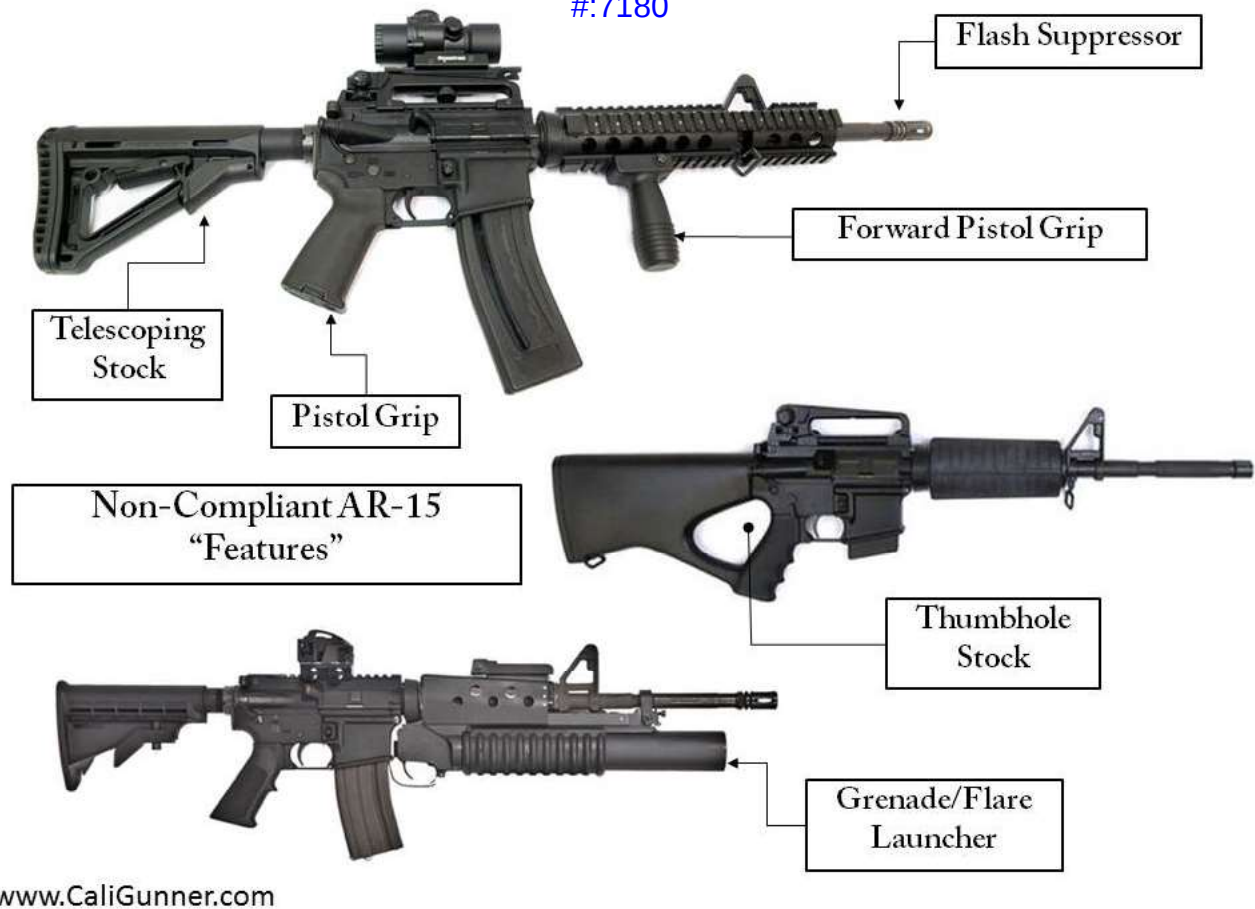 #:7180
Flash Suppressor
Forward Pistol Grip
Telescoping
Stock
Pistol Grip
Non-Compliant AR-15
“Features”
Thumbhole
Stock
Grenade/Flare
Launcher
www.CaliGunner.com